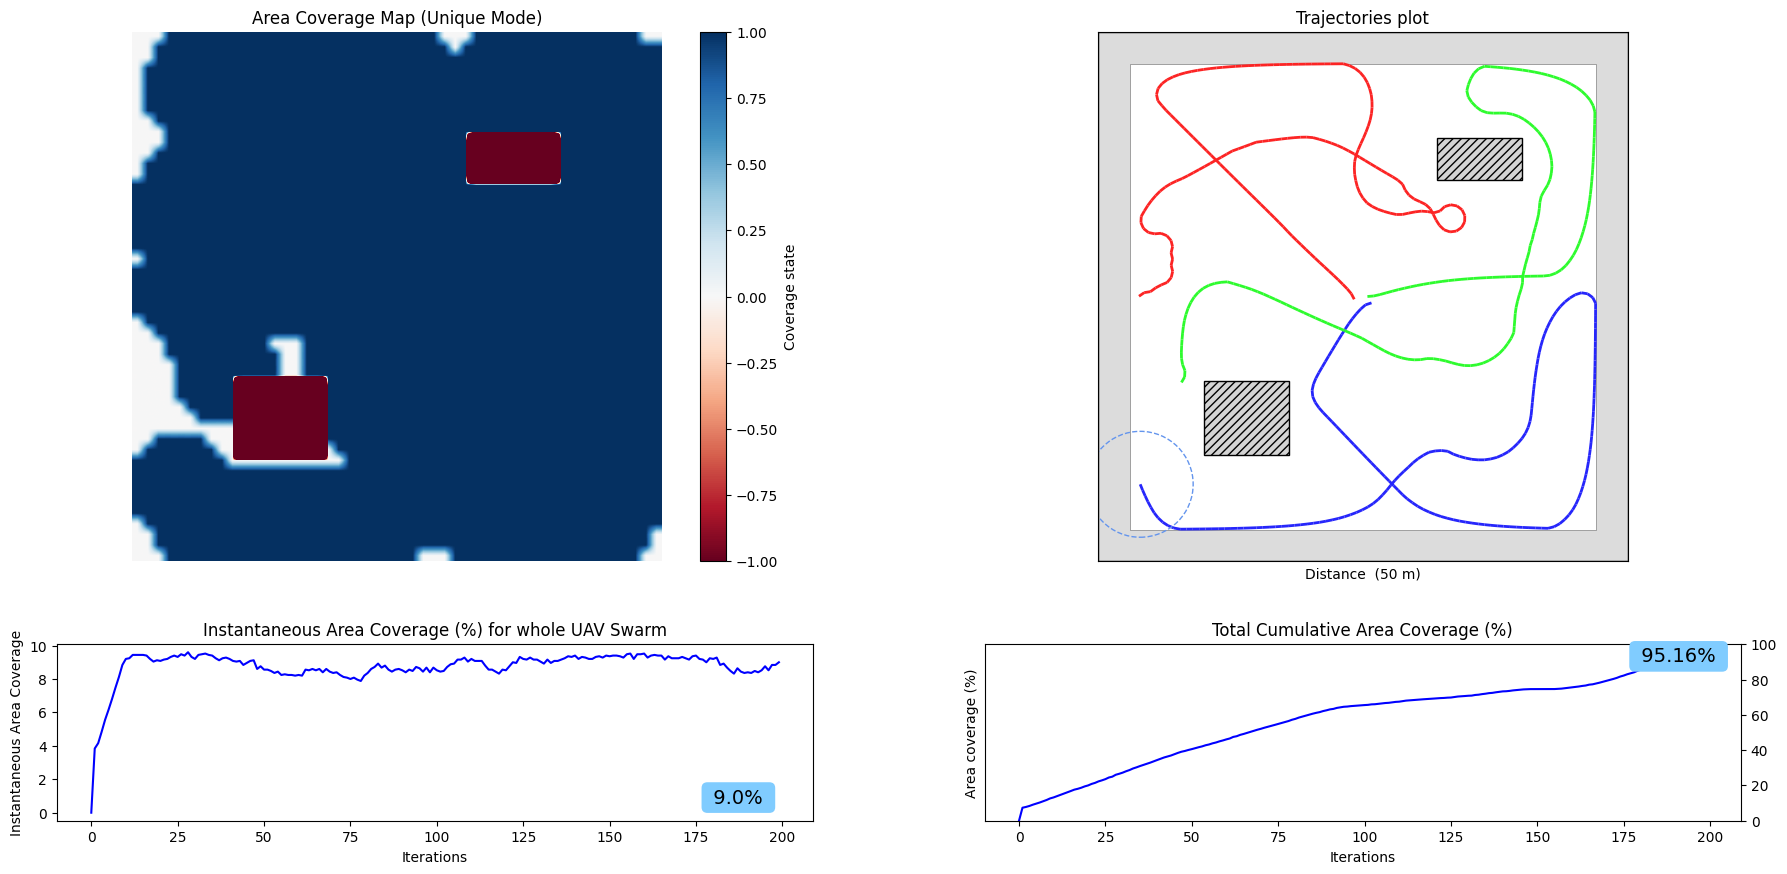 Area Coverage Map (Unique Mode)
1.00
0.75
0.50
0.25
0.00
−0.25
−0.50
−0.75
−1.00
Coverage state
Trajectories plot
Distance  (50 m)
Instantaneous Area Coverage (%) for whole UAV Swarm
Instantaneous Area Coverage
10
8
6
4
2
0
9.0%
0 25 50 75 100 125 150 175 200
Iterations
Total Cumulative Area Coverage (%)
Area coverage (%)
95.16%
100
80
60
40
20
0
0 25 50 75 100 125 150 175 200
Iterations